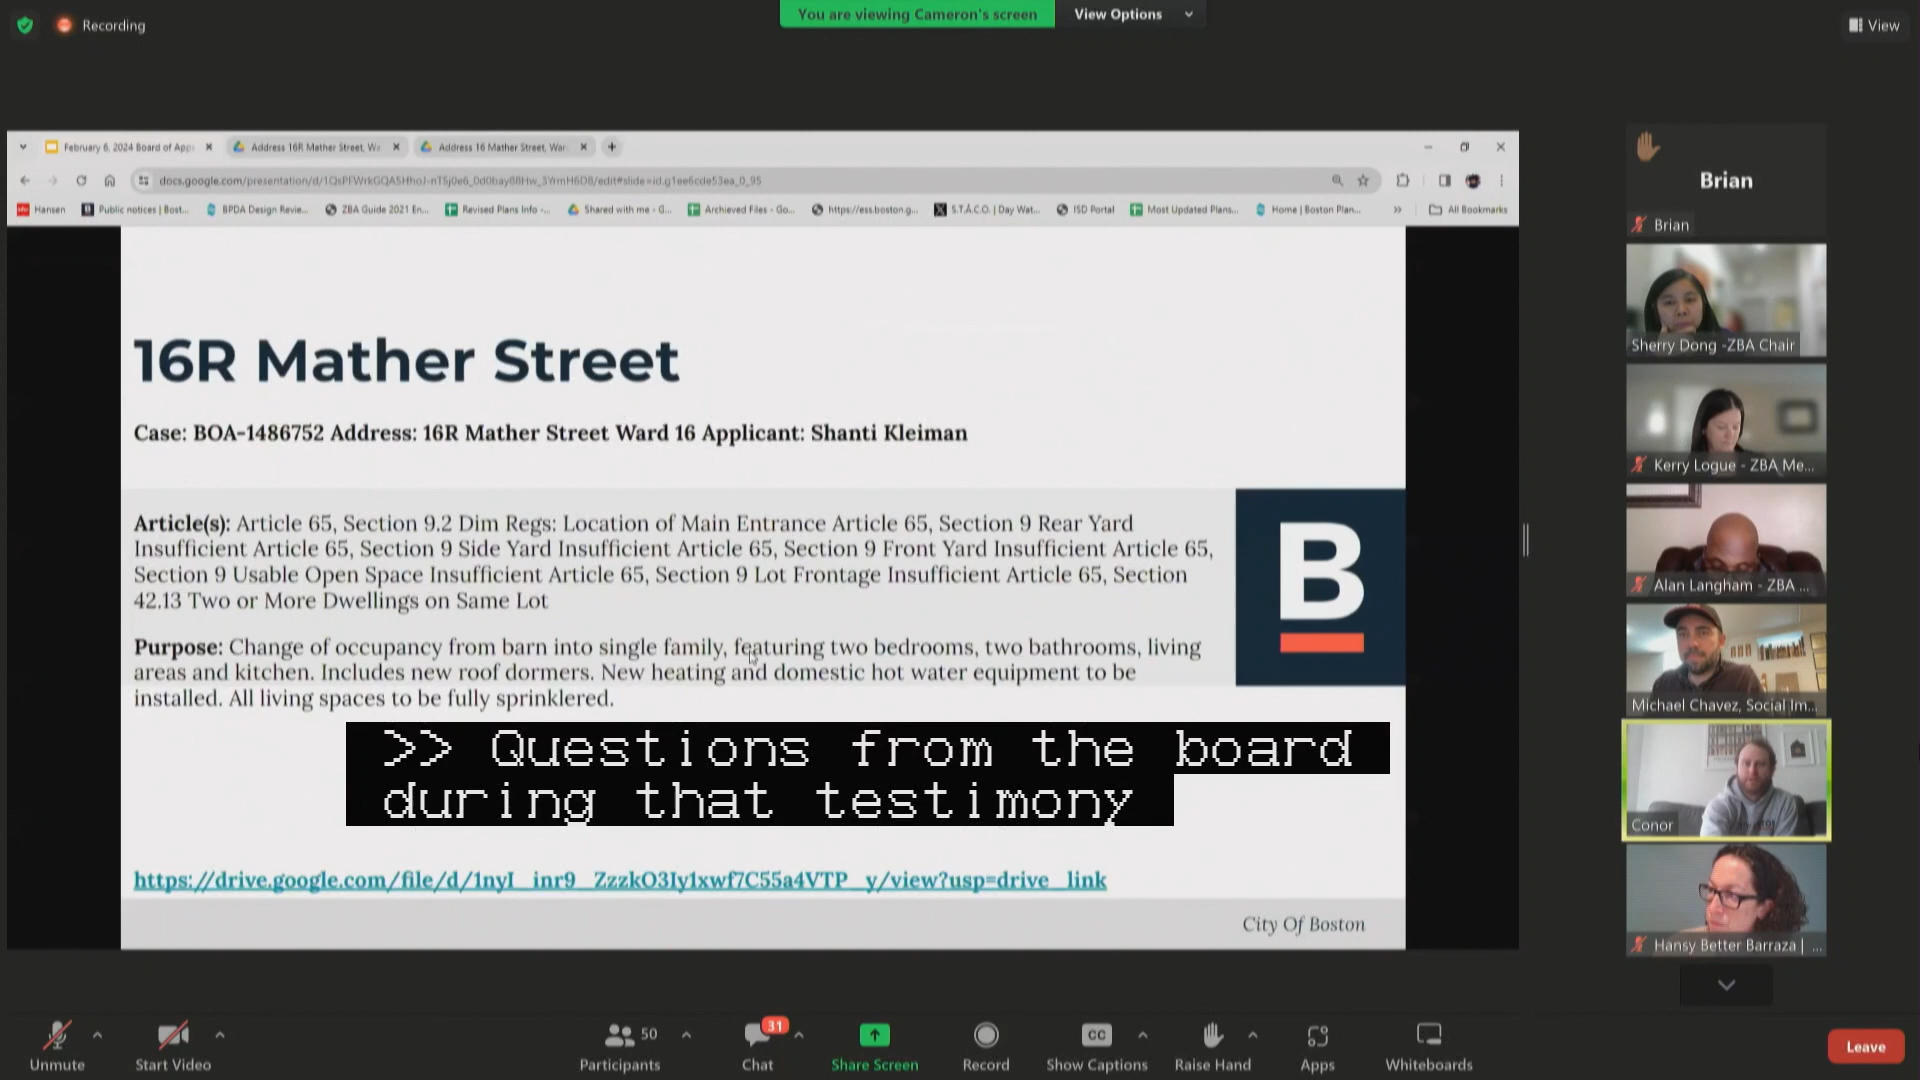 Recording
You are viewing Cameron's screen
View Options
View
February 6, 2024 Board of App
Address 16R Mather Street, Wa
Address 16 Mather Street, War
Hansen
Public notices | Bost...
BPDA Design Revie...
ZBA Guide 2021 En...
Revised Plans Info -...
Shared with me - G...
Archieved Files - Go...
https://ess.boston.g...
S.T.A.C.O. | Day Wat...
ISD Portal
Most Updated Plans...
Home | Boston Plan...
All Bookmarks
16R Mather Street
Case: BOA-1486752 Address: 16R Mather Street Ward 16 Applicant: Shanti Kleiman
Article(s): Article 65, Section 9.2 Dim Regs: Location of Main Entrance Article 65, Section 9 Rear Yard
Insufficient Article 65, Section 9 Side Yard Insufficient Article 65, Section 9 Front Yard Insufficient Article 65,
Section 9 Usable Open Space Insufficient Article 65, Section 9 Lot Frontage Insufficient Article 65, Section
42.13 Two or More Dwellings on Same Lot
B
Purpose: Change of occupancy from barn into single family, featuring two bedrooms, two bathrooms, living
areas and kitchen. Includes new roof dormers. New heating and domestic hot water equipment to be
installed. All living spaces to be fully sprinklered.
>> Questions from the board
during that testimony
https://drive.google.com/file/d/1nyI_inr9_ZzzkO3Iy1xwf7C55a4VTP_y/view?usp=drive_link
City Of Boston
Brian
Brian
Sherry Dong -ZBA Chair
Kerry Logue - ZBA Me...
Alan Langham - ZBA ...
Michael Chavez, Social Im...
Conor
Hansy Better Barraza | ...
Unmute
Start Video
50
Participants
31
Chat
Share Screen
Record
CC
Show Captions
Raise Hand
Apps
Whiteboards
Leave